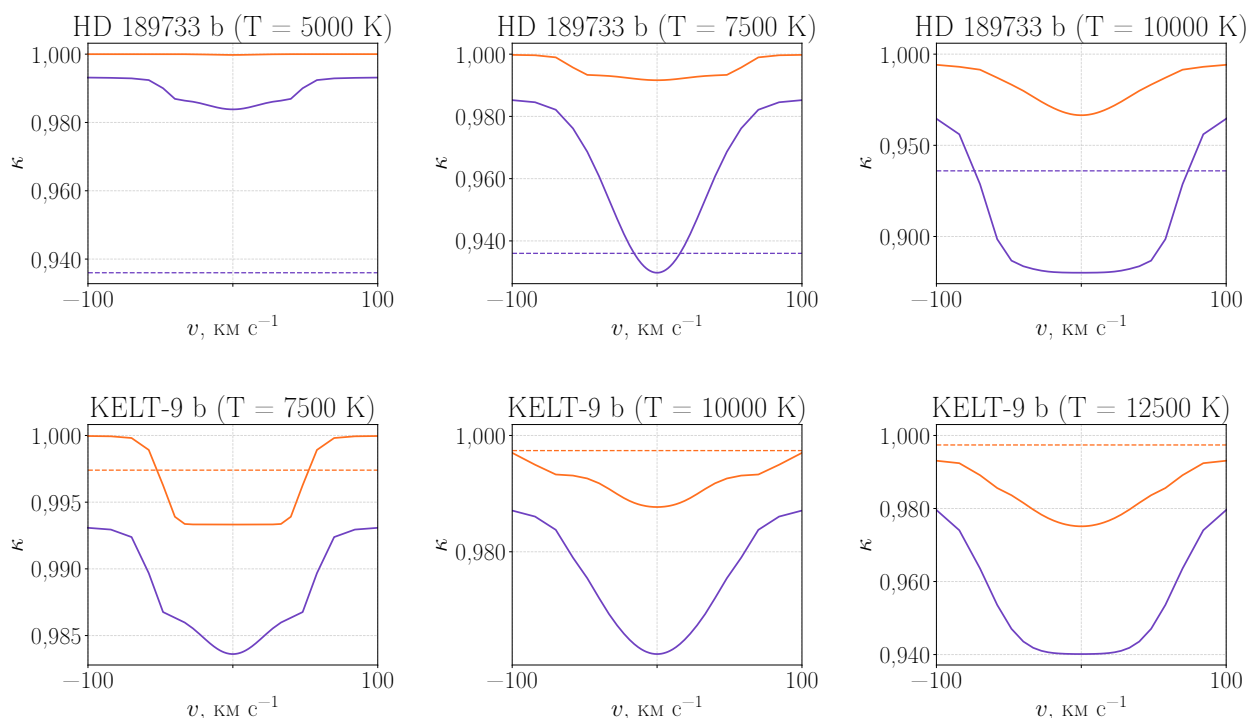 HD 189733 b (T = 5000 K)
1,000
0,980
0,960
0,940
κ
−100
100
v, км с⁻¹
HD 189733 b (T = 7500 K)
1,000
0,980
0,960
0,940
κ
−100
100
v, км с⁻¹
HD 189733 b (T = 10000 K)
1,000
0,950
0,900
κ
−100
100
v, км с⁻¹
KELT-9 b (T = 7500 K)
1,000
0,995
0,990
0,985
κ
−100
100
v, км с⁻¹
KELT-9 b (T = 10000 K)
1,000
0,980
κ
−100
100
v, км с⁻¹
KELT-9 b (T = 12500 K)
1,000
0,980
0,960
0,940
κ
−100
100
v, км с⁻¹